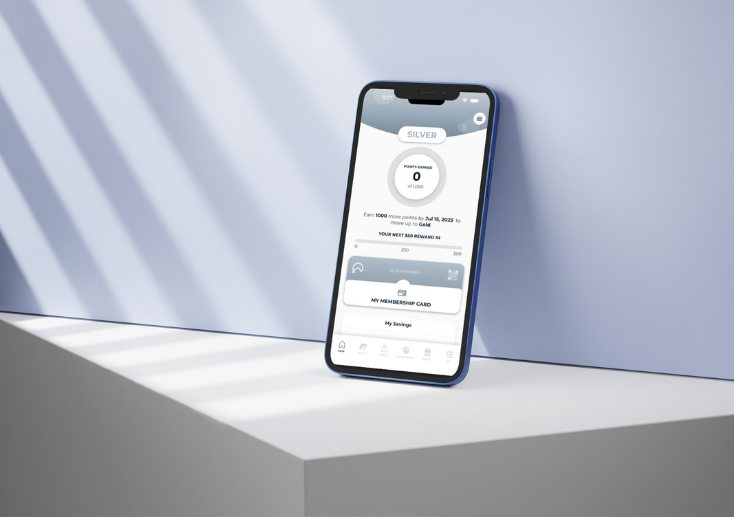 SILVER
POINTS EARNED
0
of 1,000
Earn 1000 more points by Jul 15, 2023 to
move up to Gold.
YOUR NEXT $50 REWARD IN
0 250 500
MY MEMBERSHIP CARD
My Savings